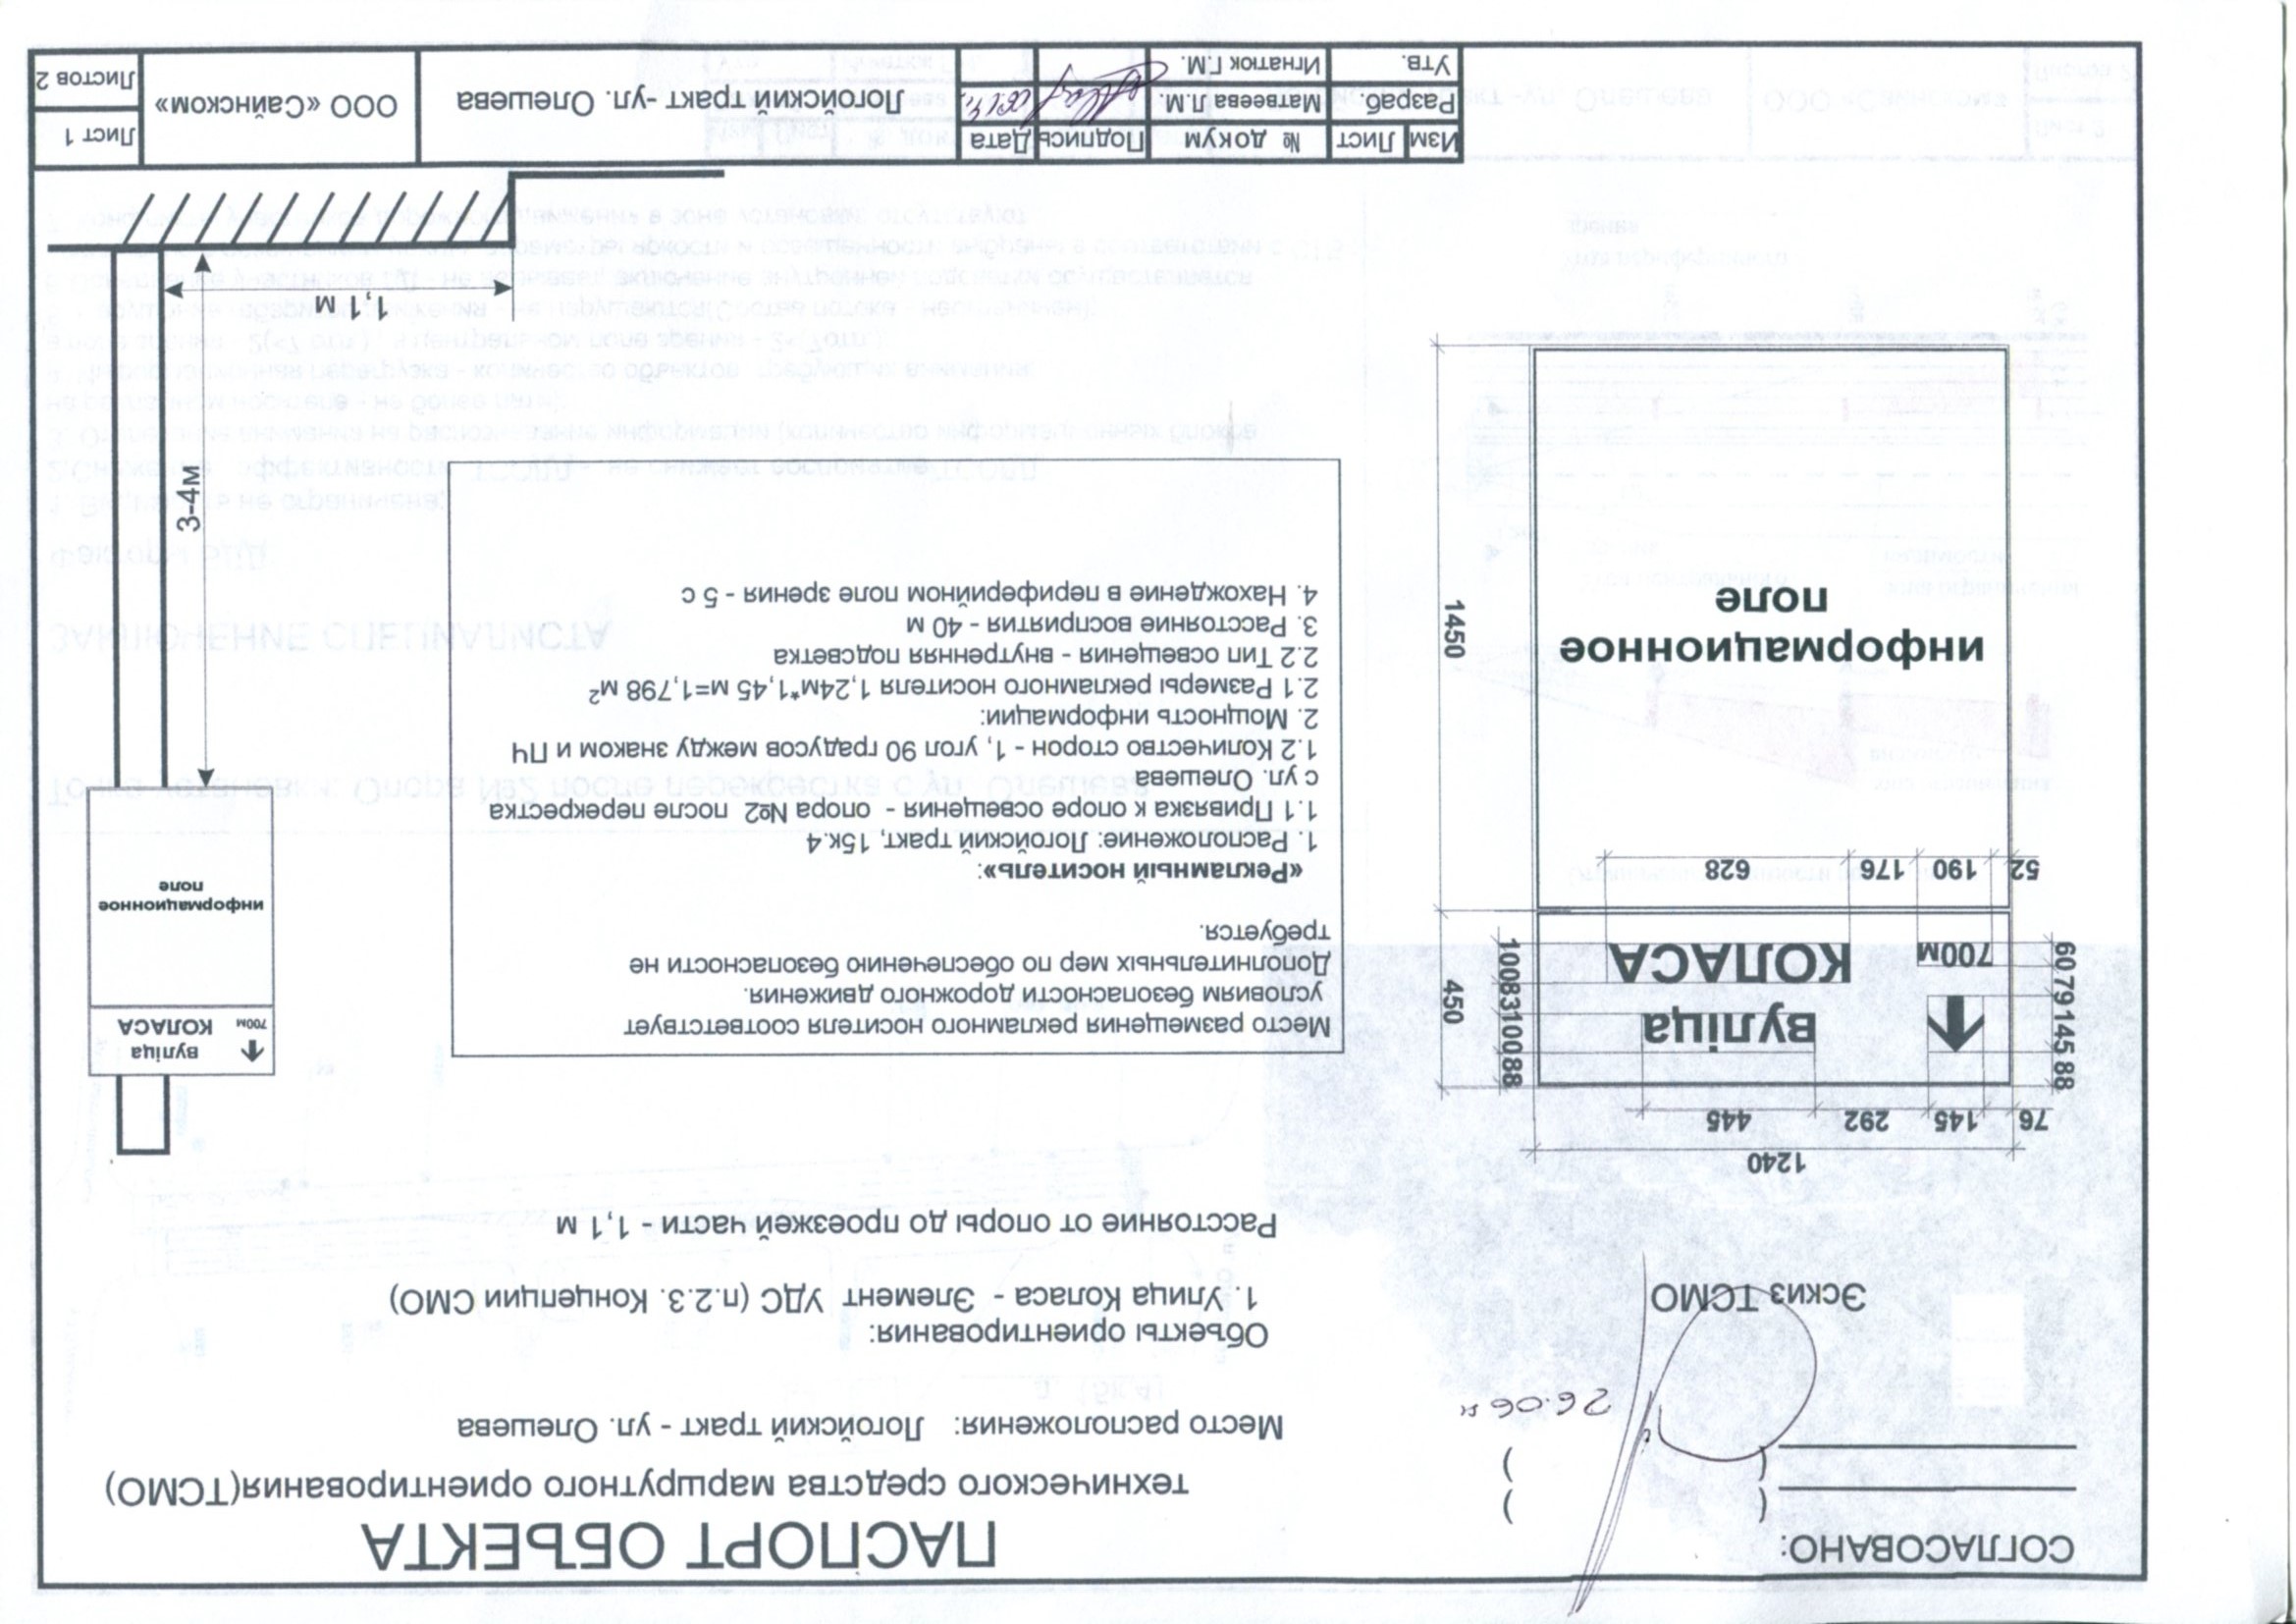 СОГЛАСОВАНО:
( )
( )
26.06
ПАСПОРТ ОБЪЕКТА
технического средства маршрутного ориентирования(ТСМО)
Место расположения: Логойский тракт - ул. Олешева
Объекты ориентирования:
1. Улица Коласа - Элемент УДС (п.2.3. Концепции СМО)
Расстояние от опоры до проезжей части - 1,1 м
Эскиз ТСМО
1240
76 145 292 445
88 145 79 60
88 100 83 100
450
вуліца
700м КОЛАСА
52 190 176 628
1450
информационное
поле
Место размещения рекламного носителя соответствует
условиям безопасности дорожного движения.
Дополнительных мер по обеспечению безопасности не
требуется.
«Рекламный носитель»:
1. Расположение: Логойский тракт, 15к.4
1.1 Привязка к опоре освещения - опора №2 после перекрестка
с ул. Олешева
1.2 Количество сторон - 1, угол 90 градусов между знаком и ПЧ
2. Мощность информации:
2.1 Размеры рекламного носителя 1,24м*1,45 м=1,798 м²
2.2 Тип освещения - внутренняя подсветка
3. Расстояние восприятия - 40 м
4. Нахождение в периферийном поле зрения - 5 с
вуліца
700м КОЛАСА
информационное
поле
3-4м
1,1 М
Изм Лист № докум Подпись Дата
Разраб. Матвеева Л.М.
Утв. Игнатюк Г.М.
Логойский тракт -ул. Олешева
ООО «Сайнском»
Лист 1
Листов 2